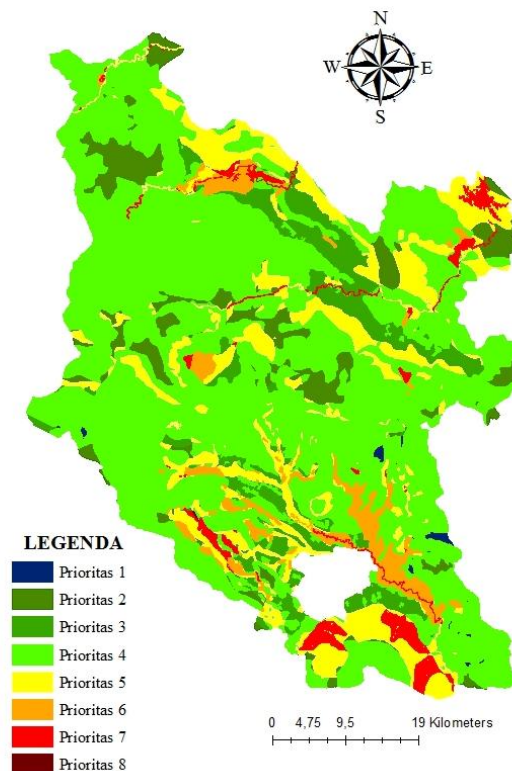 N
W E
S
LEGENDA
Prioritas 1
Prioritas 2
Prioritas 3
Prioritas 4
Prioritas 5
Prioritas 6
Prioritas 7
Prioritas 8
0 4,75 9,5 19 Kilometers